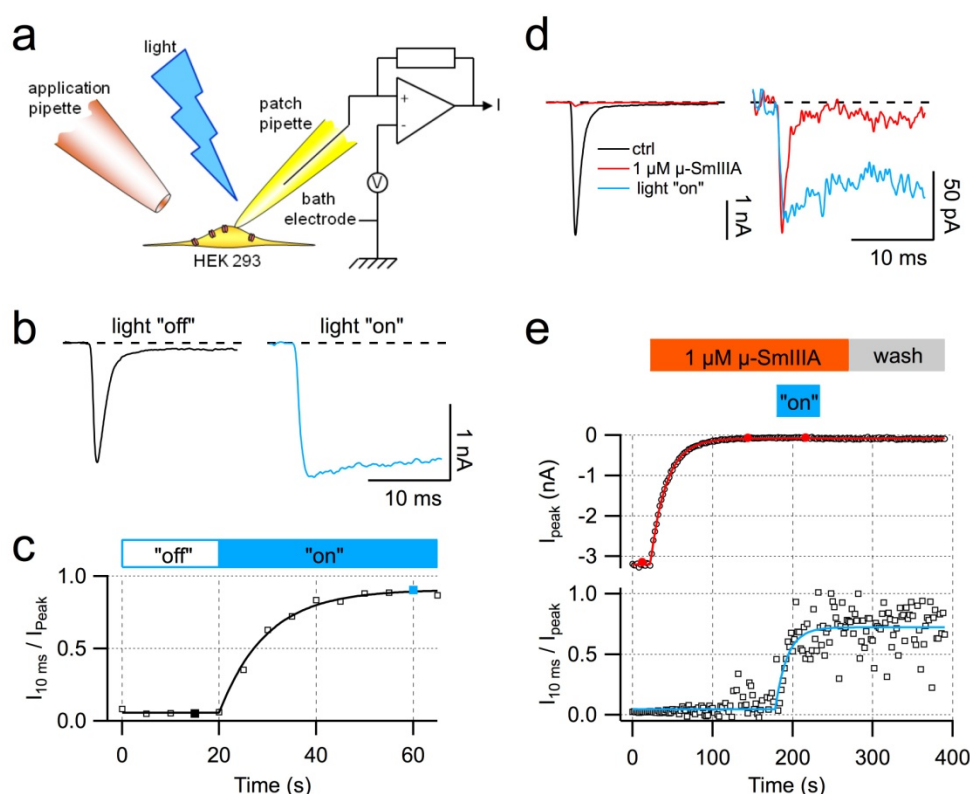 a
light
application
pipette
patch
pipette
+
-
I
V
bath
electrode
HEK 293
b
light "off"
light "on"
1 nA
10 ms
c
"off"
"on"
1.0
0.5
0.0
I10 ms / IPeak
0
20
40
60
Time (s)
d
ctrl
1 µM µ-SmIIIA
light "on"
1 nA
50 pA
10 ms
e
1 µM µ-SmIIIA
wash
"on"
0
-1
-2
-3
Ipeak (nA)
1.0
0.5
0.0
I10 ms / Ipeak
0
100
200
300
400
Time (s)